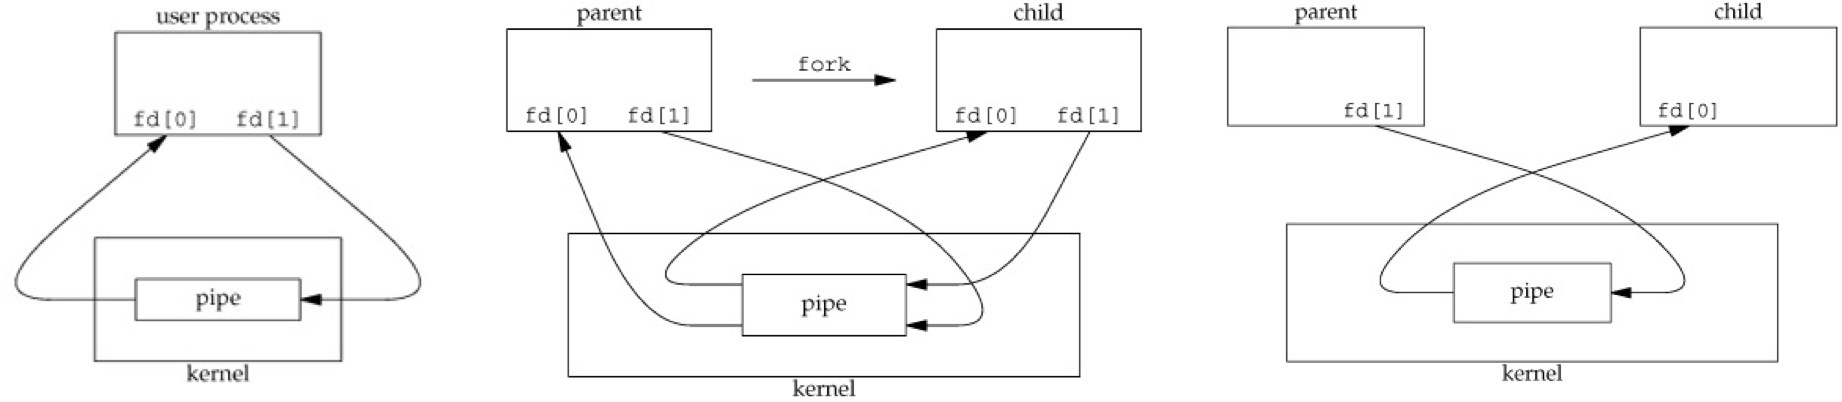 user process
fd[0] fd[1]
pipe
kernel
parent
child
fork
fd[0] fd[1]
fd[0] fd[1]
pipe
kernel
parent
child
fd[1]
fd[0]
pipe
kernel